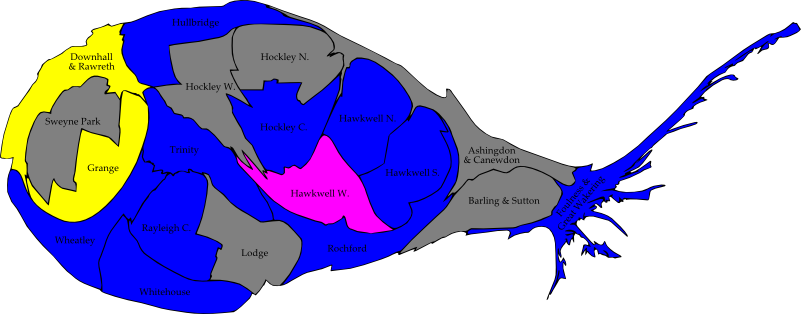 Hullbridge
Downhall
& Rawreth
Hockley N.
Hockley W.
Sweyne Park
Hockley C.
Hawkwell N.
Trinity
Ashingdon
& Canewdon
Grange
Hawkwell S.
Hawkwell W.
Barling & Sutton
Foulness &
Great Wakering
Rayleigh C.
Wheatley
Lodge
Rochford
Whitehouse